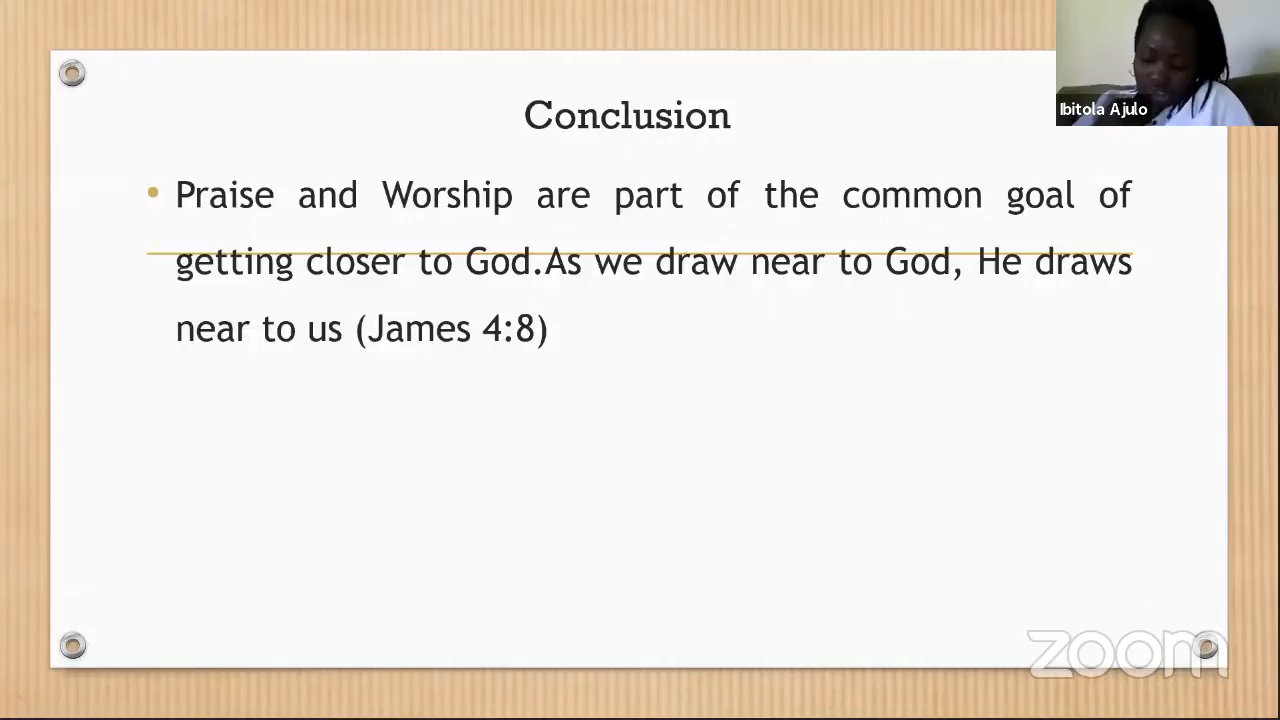 Conclusion
Ibitola Ajulo
• Praise and Worship are part of the common goal of
getting closer to God.As we draw near to God, He draws
near to us (James 4:8)
zoom